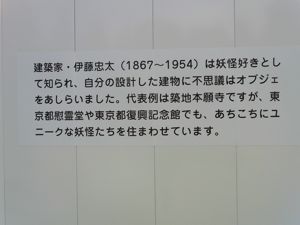 建築家・伊藤忠太（1867〜1954）は妖怪好きとし
て知られ、自分の設計した建物に不思議はオブジェ
をあしらいました。代表例は築地本願寺ですが、東
京都慰霊堂や東京都復興記念館でも、あちこちにユ
ニークな妖怪たちを住まわせています。